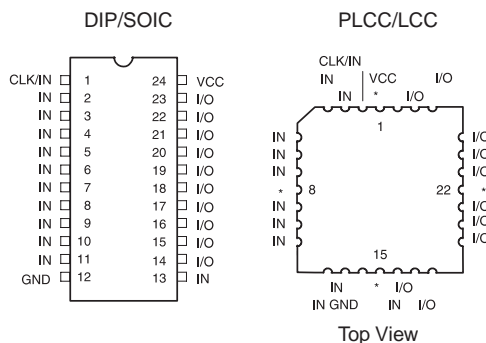 DIP/SOIC
CLK/IN 1 24 VCC
IN 2 23 I/O
IN 3 22 I/O
IN 4 21 I/O
IN 5 20 I/O
IN 6 19 I/O
IN 7 18 I/O
IN 8 17 I/O
IN 9 16 I/O
IN 10 15 I/O
IN 11 14 I/O
GND 12 13 IN
PLCC/LCC
CLK/IN
IN VCC I/O
IN * I/O
1
IN I/O
IN I/O
IN I/O
* 8 22 *
IN I/O
IN I/O
IN I/O
15
IN * I/O
IN GND IN I/O
Top View